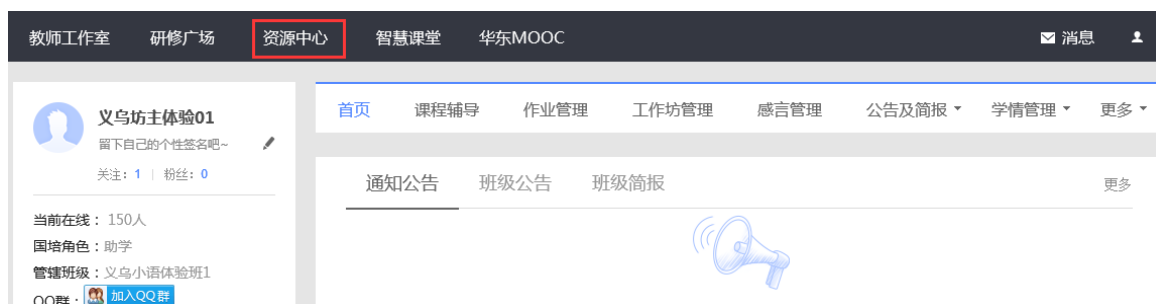 教师工作室 研修广场 资源中心 智慧课堂 华东MOOC 消息
首页 课程辅导 作业管理 工作坊管理 感言管理 公告及简报 学情管理 更多
义乌坊主体验01
留下自己的个性签名吧~
关注: 1 | 粉丝: 0
通知公告 班级公告 班级简报 更多
当前在线： 150人
国培角色：助学
管辖班级：义乌小语体验班1
QQ群： 加入QQ群